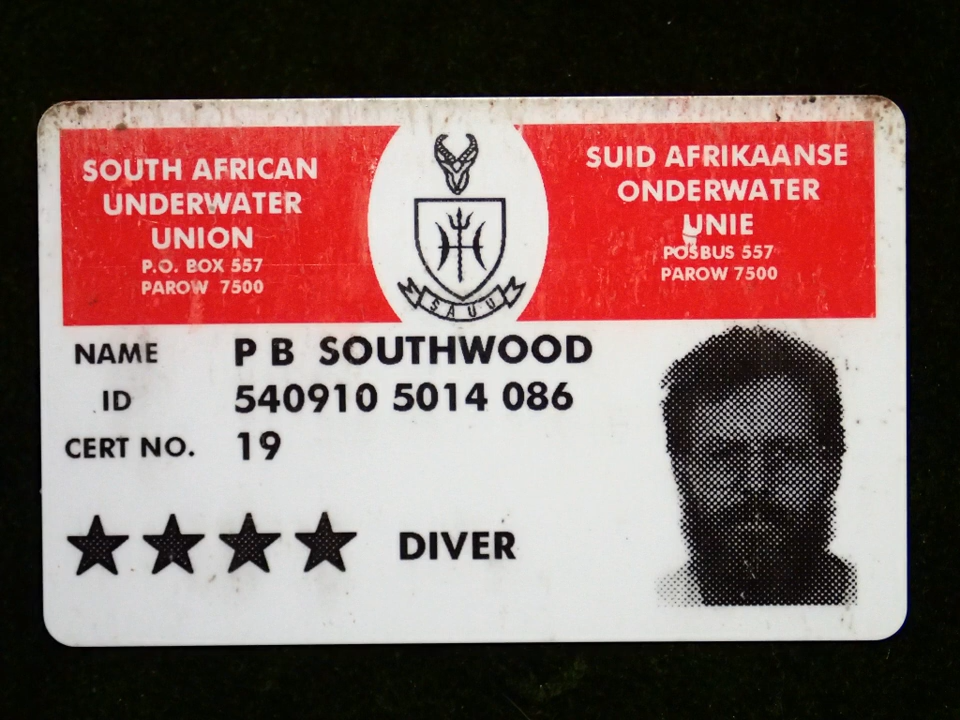 SOUTH AFRICAN
UNDERWATER
UNION
P.O. BOX 557
PAROW 7500
SAUU
SUID AFRIKAANSE
ONDERWATER
UNIE
POSBUS 557
PAROW 7500
NAME P B SOUTHWOOD
ID 540910 5014 086
CERT NO. 19
DIVER